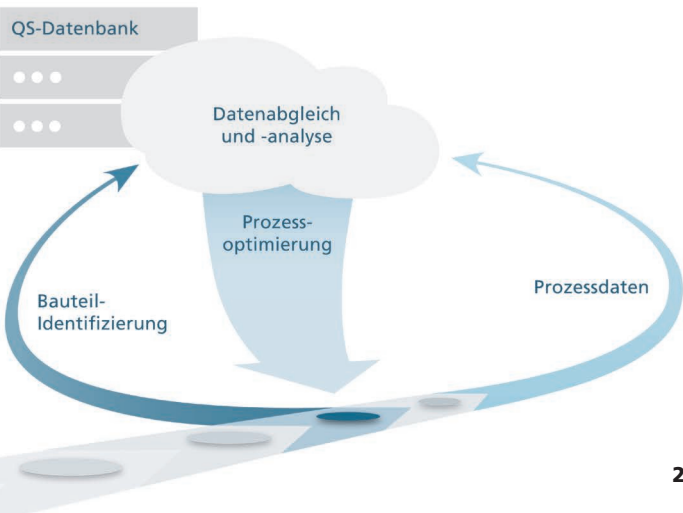 QS-Datenbank
Datenabgleich
und -analyse
Prozess-
optimierung
Bauteil-
Identifizierung
Prozessdaten
2